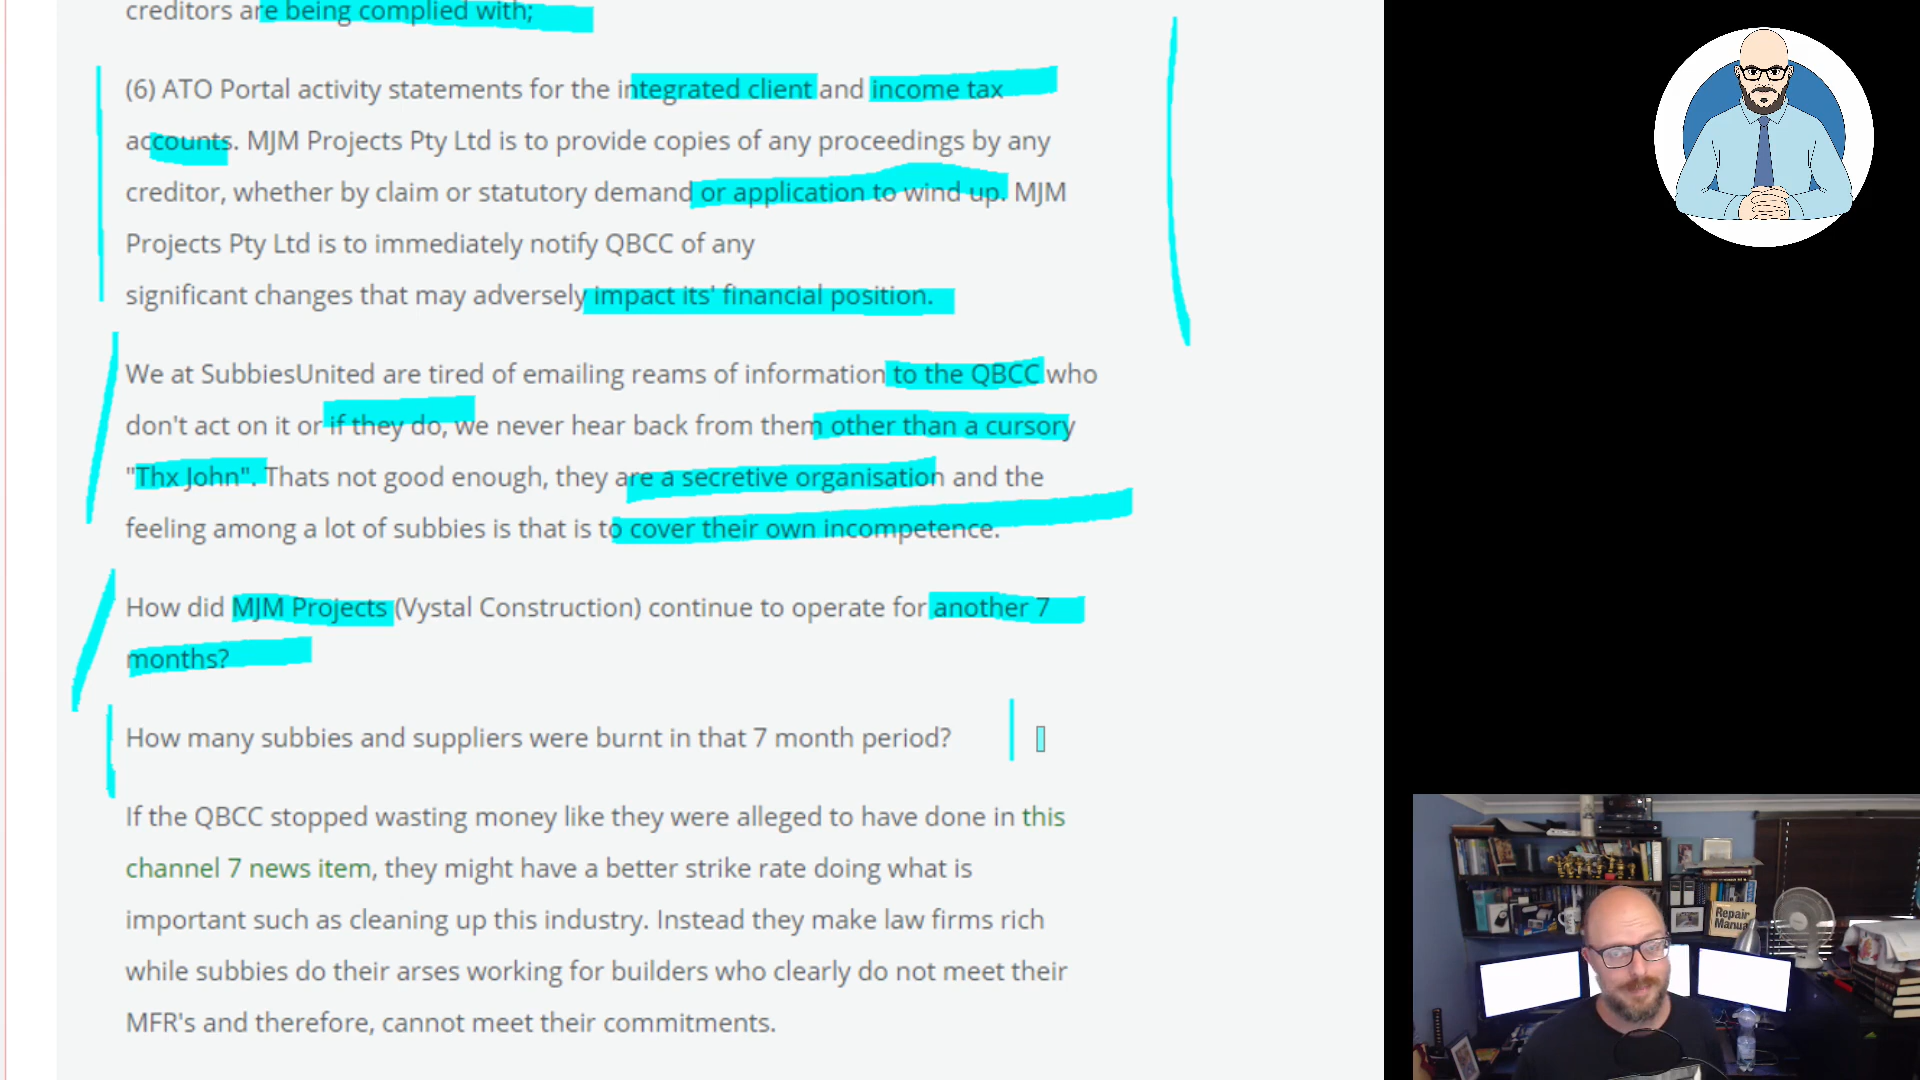 creditors are being complied with;
(6) ATO Portal activity statements for the integrated client and income tax
accounts. MJM Projects Pty Ltd is to provide copies of any proceedings by any
creditor, whether by claim or statutory demand or application to wind up. MJM
Projects Pty Ltd is to immediately notify QBCC of any
significant changes that may adversely impact its' financial position.
We at SubbiesUnited are tired of emailing reams of information to the QBCC who
don't act on it or if they do, we never hear back from them other than a cursory
"Thx John". Thats not good enough, they are a secretive organisation and the
feeling among a lot of subbies is that is to cover their own incompetence.
How did MJM Projects (Vystal Construction) continue to operate for another 7
months?
How many subbies and suppliers were burnt in that 7 month period?
If the QBCC stopped wasting money like they were alleged to have done in this
channel 7 news item, they might have a better strike rate doing what is
important such as cleaning up this industry. Instead they make law firms rich
while subbies do their arses working for builders who clearly do not meet their
MFR's and therefore, cannot meet their commitments.
Repair
Manual